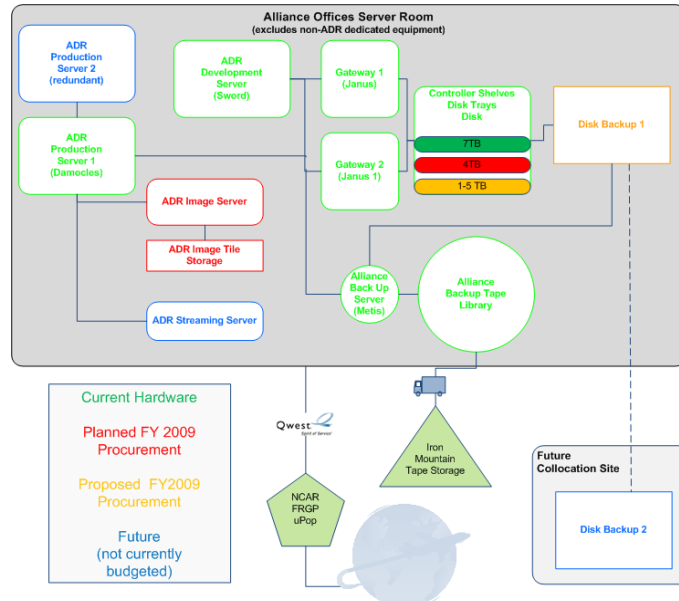 Alliance Offices Server Room
(excludes non-ADR dedicated equipment)
ADR
Production
Server 2
(redundant)
ADR
Development
Server
(Sword)
Gateway 1
(Janus)
Controller Shelves
Disk Trays
Disk
7TB
4TB
1-5 TB
Disk Backup 1
ADR
Production
Server 1
(Damocles)
Gateway 2
(Janus 1)
ADR Image Server
ADR Image Tile
Storage
ADR Streaming Server
Alliance
Back Up
Server
(Metis)
Alliance
Backup Tape
Library
Current Hardware
Planned FY 2009
Procurement
Proposed FY2009
Procurement
Future
(not currently
budgeted)
Qwest
Spirit of Service
NCAR
FRGP
uPop
Iron
Mountain
Tape Storage
Future
Collocation Site
Disk Backup 2